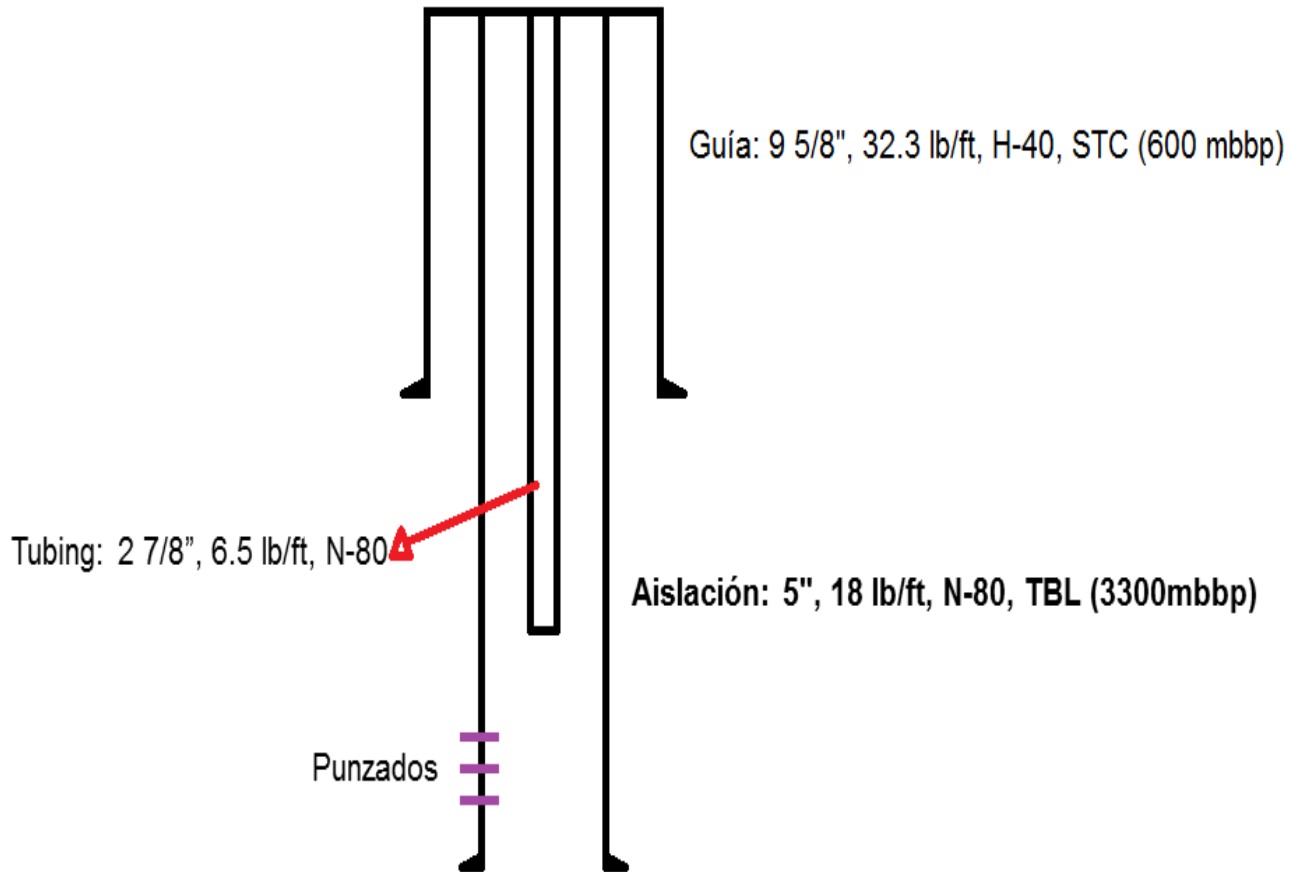 Guía: 9 5/8", 32.3 lb/ft, H-40, STC (600 mbbp)
Tubing: 2 7/8”, 6.5 lb/ft, N-80
Aislación: 5", 18 lb/ft, N-80, TBL (3300mbbp)
Punzados